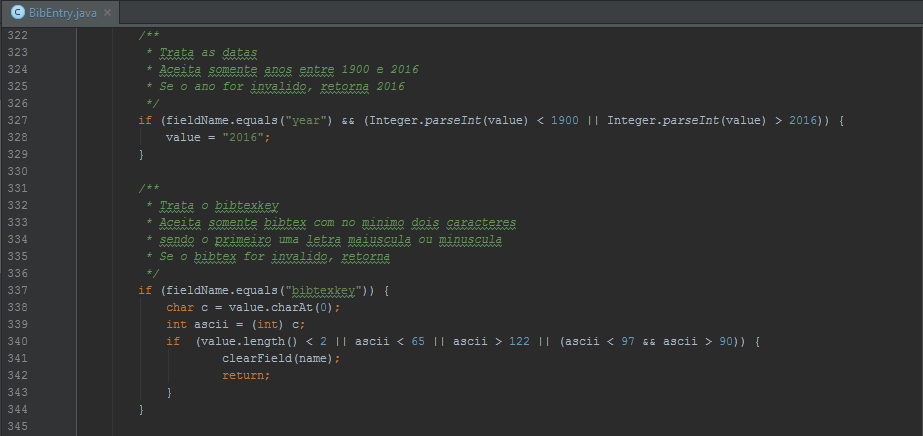 BibEntry.java
322 /**
323 * Trata as datas
324 * Aceita somente anos entre 1900 e 2016
325 * Se o ano for invalido, retorna 2016
326 */
327 if (fieldName.equals("year") && (Integer.parseInt(value) < 1900 || Integer.parseInt(value) > 2016)) {
328 value = "2016";
329 }
330
331 /**
332 * Trata o bibtexkey
333 * Aceita somente bibtex com no minimo dois caracteres
334 * sendo o primeiro uma letra maiuscula ou minuscula
335 * Se o bibtex for invalido, retorna
336 */
337 if (fieldName.equals("bibtexkey")) {
338 char c = value.charAt(0);
339 int ascii = (int) c;
340 if (value.length() < 2 || ascii < 65 || ascii > 122 || (ascii < 97 && ascii > 90)) {
341 clearField(name);
342 return;
343 }
344 }
345